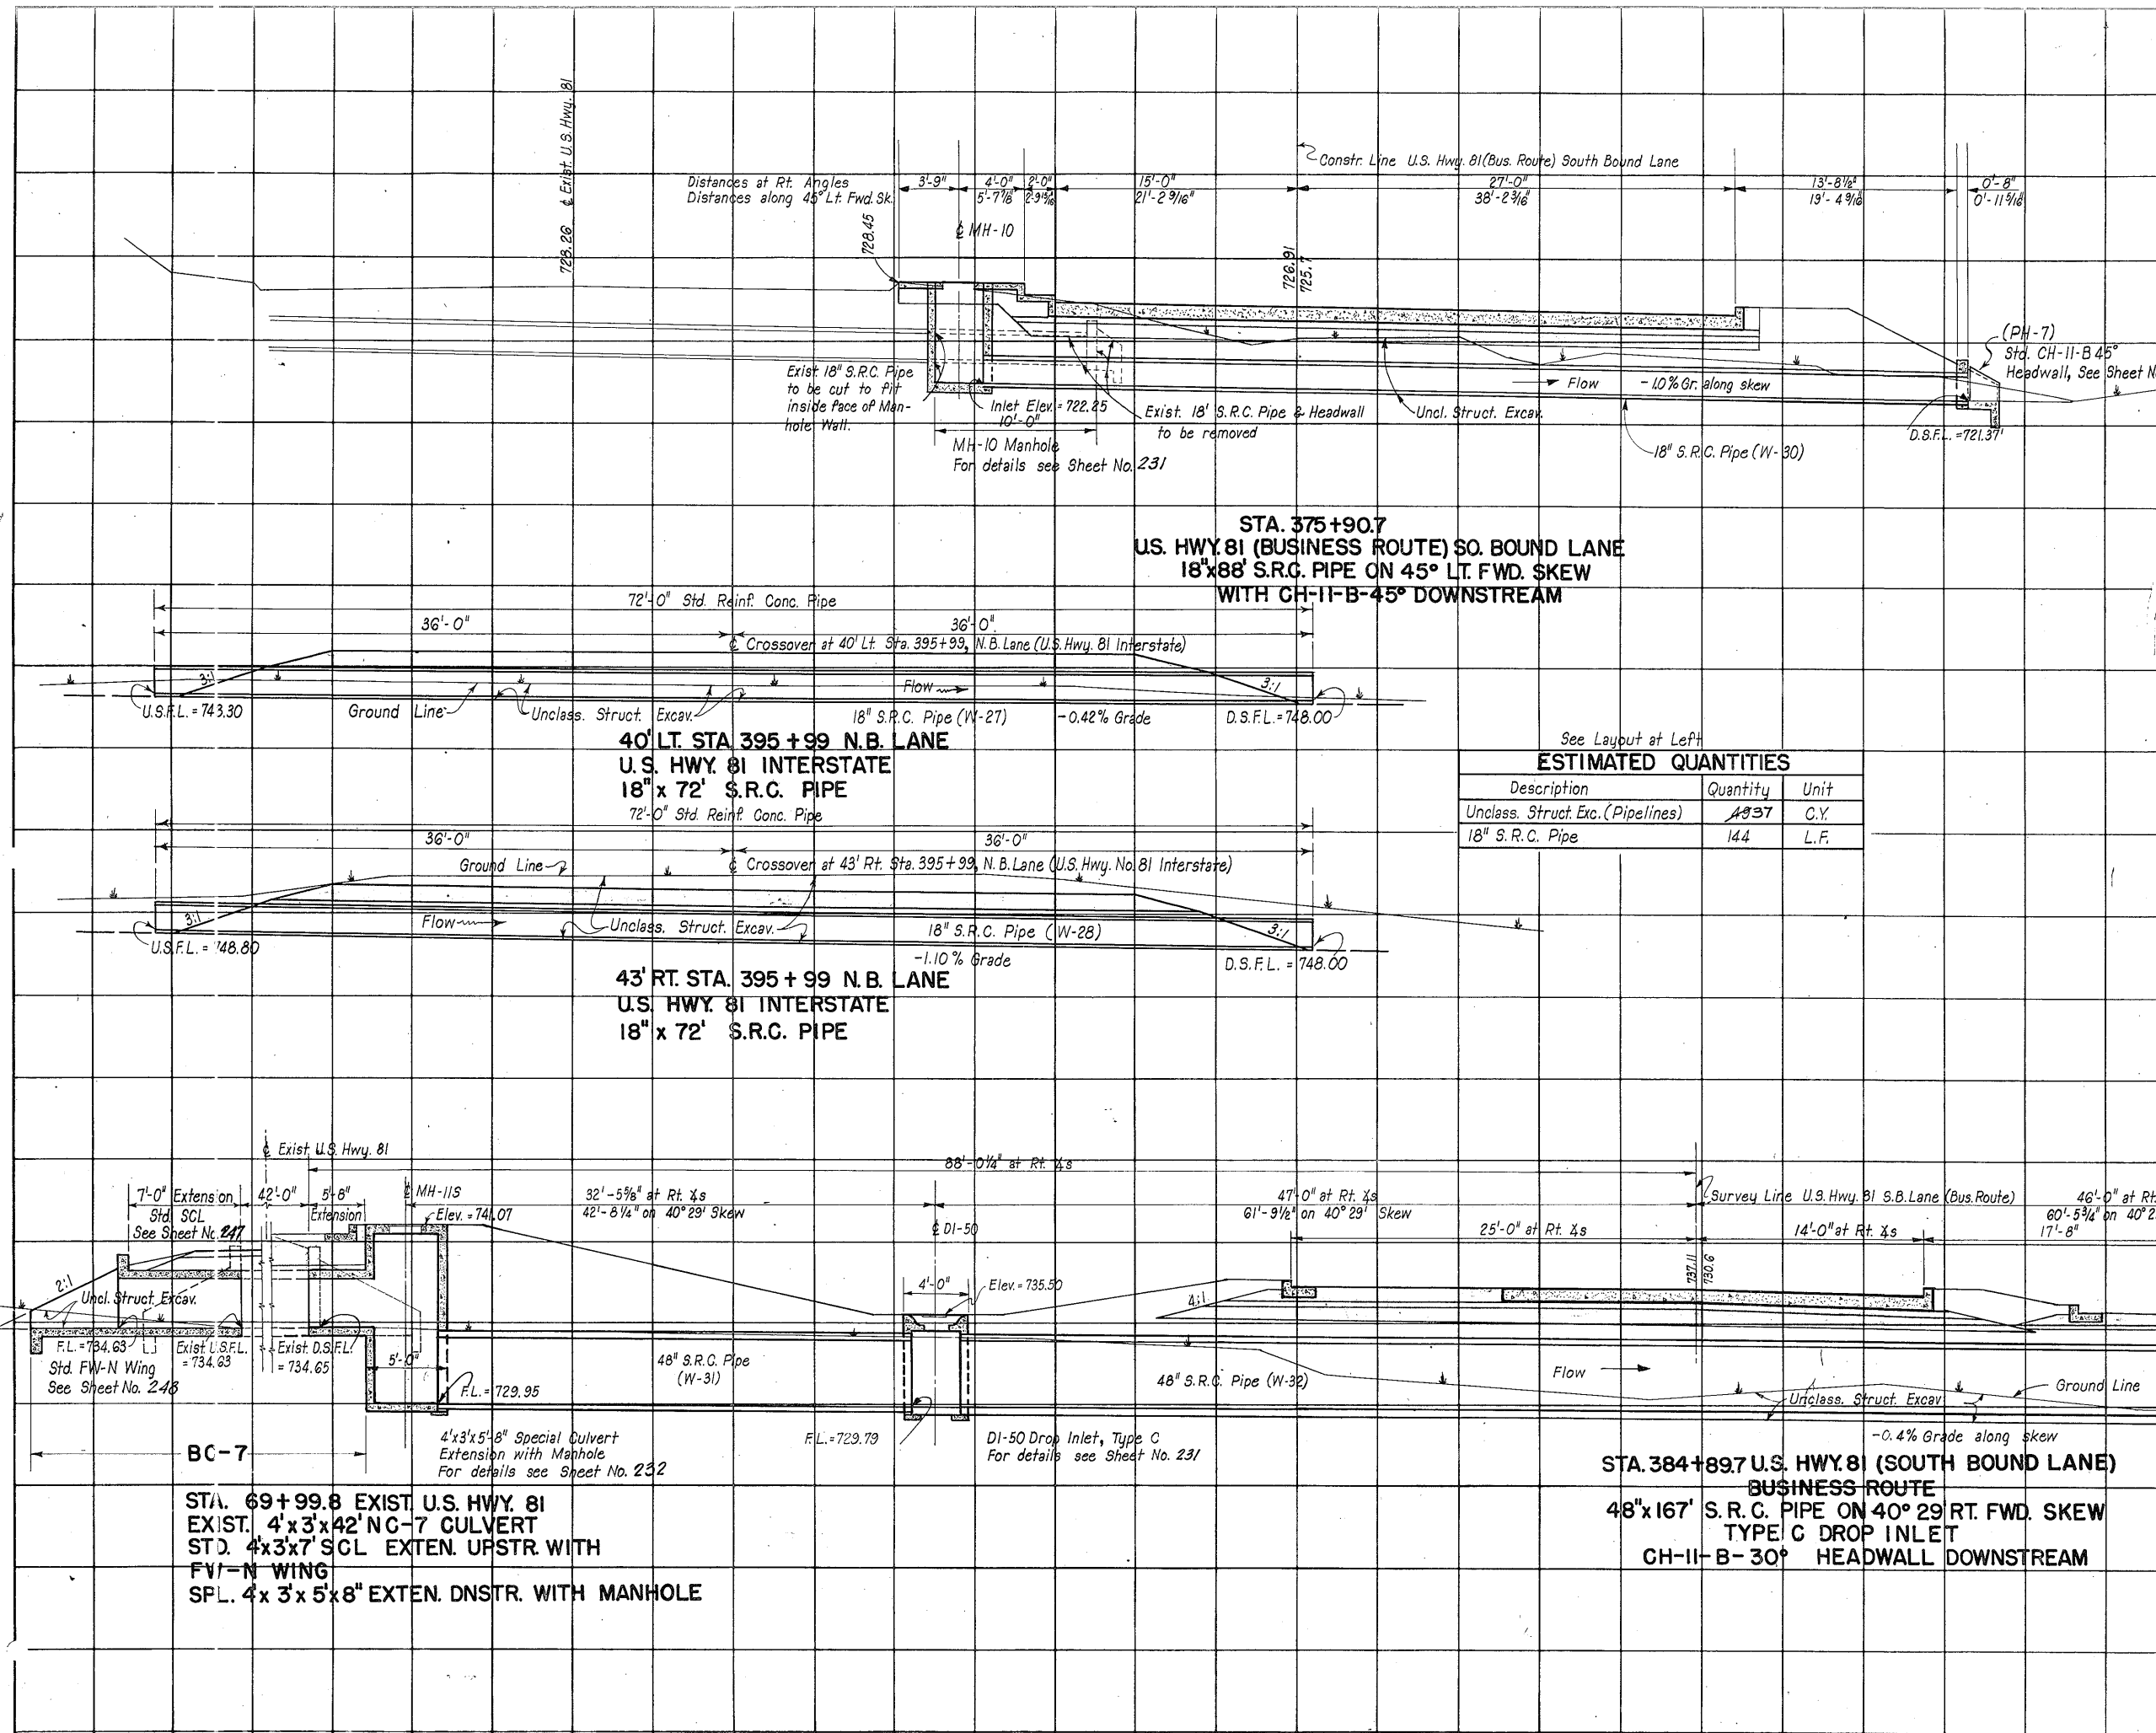 ℄ Exist. U.S. Hwy. 81
728.26
Constr. Line U.S. Hwy. 81 (Bus. Route) South Bound Lane
Distances at Rt. Angles 3'-9" 4'-0" 2'-0" 15'-0" 27'-0" 13'-8½" 0'-8"
Distances along 45° Lt. Fwd. Sk. 5'-7⅞" 21'-2 9/16" 38'-2 3/16" 19'-4 9/16" 0'-11 5/16"
728.45
℄ MH-10
726.91
725.7
(PH-7)
Std. CH-11-B 45°
Headwall, See Sheet N
Exist. 18" S.R.C. Pipe
to be cut to fit
inside face of Man-
hole Wall.
Inlet Elev. = 722.25
10'-0"
MH-10 Manhole
For details see Sheet No. 231
Exist. 18' S.R.C. Pipe & Headwall
to be removed
Uncl. Struct. Excav.
Flow -1.0% Gr. along skew
18" S.R.C. Pipe (W-30)
D.S.F.L. = 721.37'
STA. 375+90.7
U.S. HWY. 81 (BUSINESS ROUTE) SO. BOUND LANE
18"x88' S.R.C. PIPE ON 45° LT. FWD. SKEW
WITH CH-11-B-45° DOWNSTREAM
72'-0" Std. Reinf. Conc. Pipe
36'-0" 36'-0"
℄ Crossover at 40' Lt. Sta. 395+99, N.B. Lane (U.S. Hwy. 81 Interstate)
3:1
Flow
3:1
U.S.F.L. = 743.30
Ground Line
Unclass. Struct. Excav.
18" S.R.C. Pipe (W-27)
-0.42% Grade
D.S.F.L. = 748.00
40' LT. STA 395+99 N.B. LANE
U.S. HWY. 81 INTERSTATE
18" x 72' S.R.C. PIPE
See Layout at Left
ESTIMATED QUANTITIES
Description Quantity Unit
Unclass. Struct. Exc. (Pipelines) C.Y.
18" S.R.C. Pipe 144 L.F.
72'-0" Std. Reinf. Conc. Pipe
36'-0" 36'-0"
Ground Line
℄ Crossover at 43' Rt. Sta. 395+99, N.B. Lane (U.S. Hwy. No. 81 Interstate)
3:1
Flow
Unclass. Struct. Excav.
18" S.R.C. Pipe (W-28)
3:1
U.S.F.L. = 748.80
-1.10% Grade
D.S.F.L. = 748.00
43' RT. STA. 395+99 N.B. LANE
U.S. HWY. 81 INTERSTATE
18" x 72' S.R.C. PIPE
℄ Exist. U.S. Hwy. 81
88'-0¼" at Rt. ∡s
7'-0" Extension 42'-0" 5'-8"
Std. SCL Extension
See Sheet No. 247
℄ MH-11S
Elev. = 741.07
32'-5⅝" at Rt. ∡s
42'-8¼" on 40°29' Skew
℄ DI-50
47'-0" at Rt. ∡s
61'-9½" on 40°29' Skew
Survey Line U.S. Hwy. 81 S.B. Lane (Bus. Route)
46'-0" at Rt.
60'-5¾" on 40°2
25'-0" at Rt. ∡s
14'-0" at Rt. ∡s
17'-8"
737.11
730.6
2:1
Uncl. Struct. Excav.
4'-0"
Elev. = 735.50
4:1
F.L. = 734.63
Exist. U.S.F.L.
= 734.63
Exist. D.S.F.L.
= 734.65
5'-0"
Std. FW-N Wing
See Sheet No. 248
F.L. = 729.95
48" S.R.C. Pipe
(W-31)
48" S.R.C. Pipe (W-32)
Flow
Unclass. Struct. Excav
Ground Line
BC-7
4'x3'x5'-8" Special Culvert
Extension with Manhole
For details see Sheet No. 232
F.L. = 729.79
DI-50 Drop Inlet, Type C
For details see Sheet No. 231
-0.4% Grade along skew
STA. 69+99.8 EXIST. U.S. HWY. 81
EXIST. 4'x3'x42' NC-7 CULVERT
STD. 4'x3'x7' SCL EXTEN. UPSTR. WITH
FW-N WING
SPL. 4'x 3'x 5'x8" EXTEN. DNSTR. WITH MANHOLE
STA. 384+89.7 U.S. HWY. 81 (SOUTH BOUND LANE)
BUSINESS ROUTE
48"x167' S.R.C. PIPE ON 40° 29' RT. FWD. SKEW
TYPE C DROP INLET
CH-11-B-30° HEADWALL DOWNSTREAM